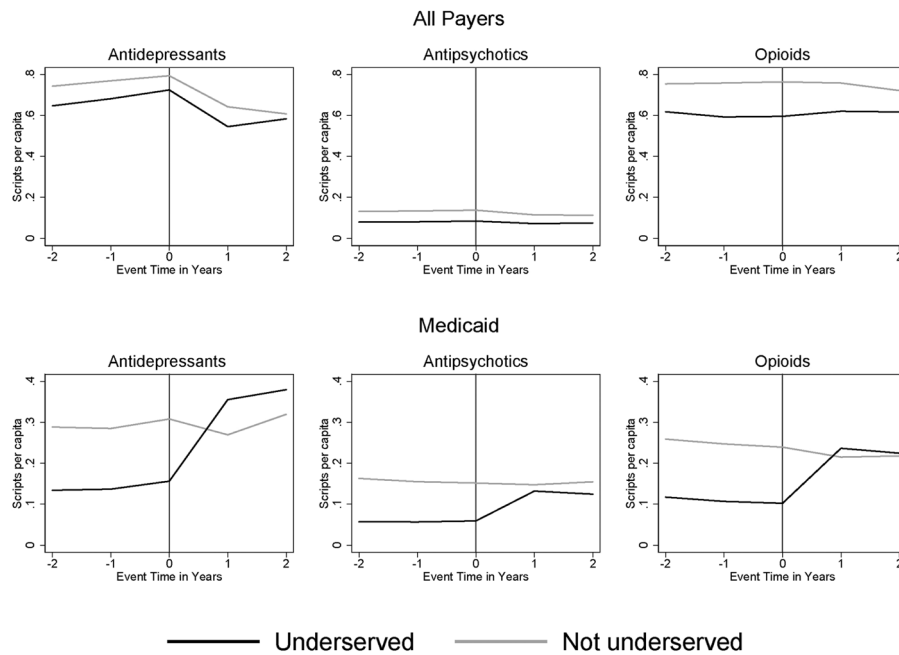 All Payers
Antidepressants
Antipsychotics
Opioids
Scripts per capita
0 .2 .4 .6 .8
-2 -1 0 1 2
Event Time in Years
Scripts per capita
0 .2 .4 .6 .8
-2 -1 0 1 2
Event Time in Years
Scripts per capita
0 .2 .4 .6 .8
-2 -1 0 1 2
Event Time in Years
Medicaid
Antidepressants
Antipsychotics
Opioids
Scripts per capita
0 .1 .2 .3 .4
-2 -1 0 1 2
Event Time in Years
Scripts per capita
0 .1 .2 .3 .4
-2 -1 0 1 2
Event Time in Years
Scripts per capita
0 .1 .2 .3 .4
-2 -1 0 1 2
Event Time in Years
Underserved
Not underserved